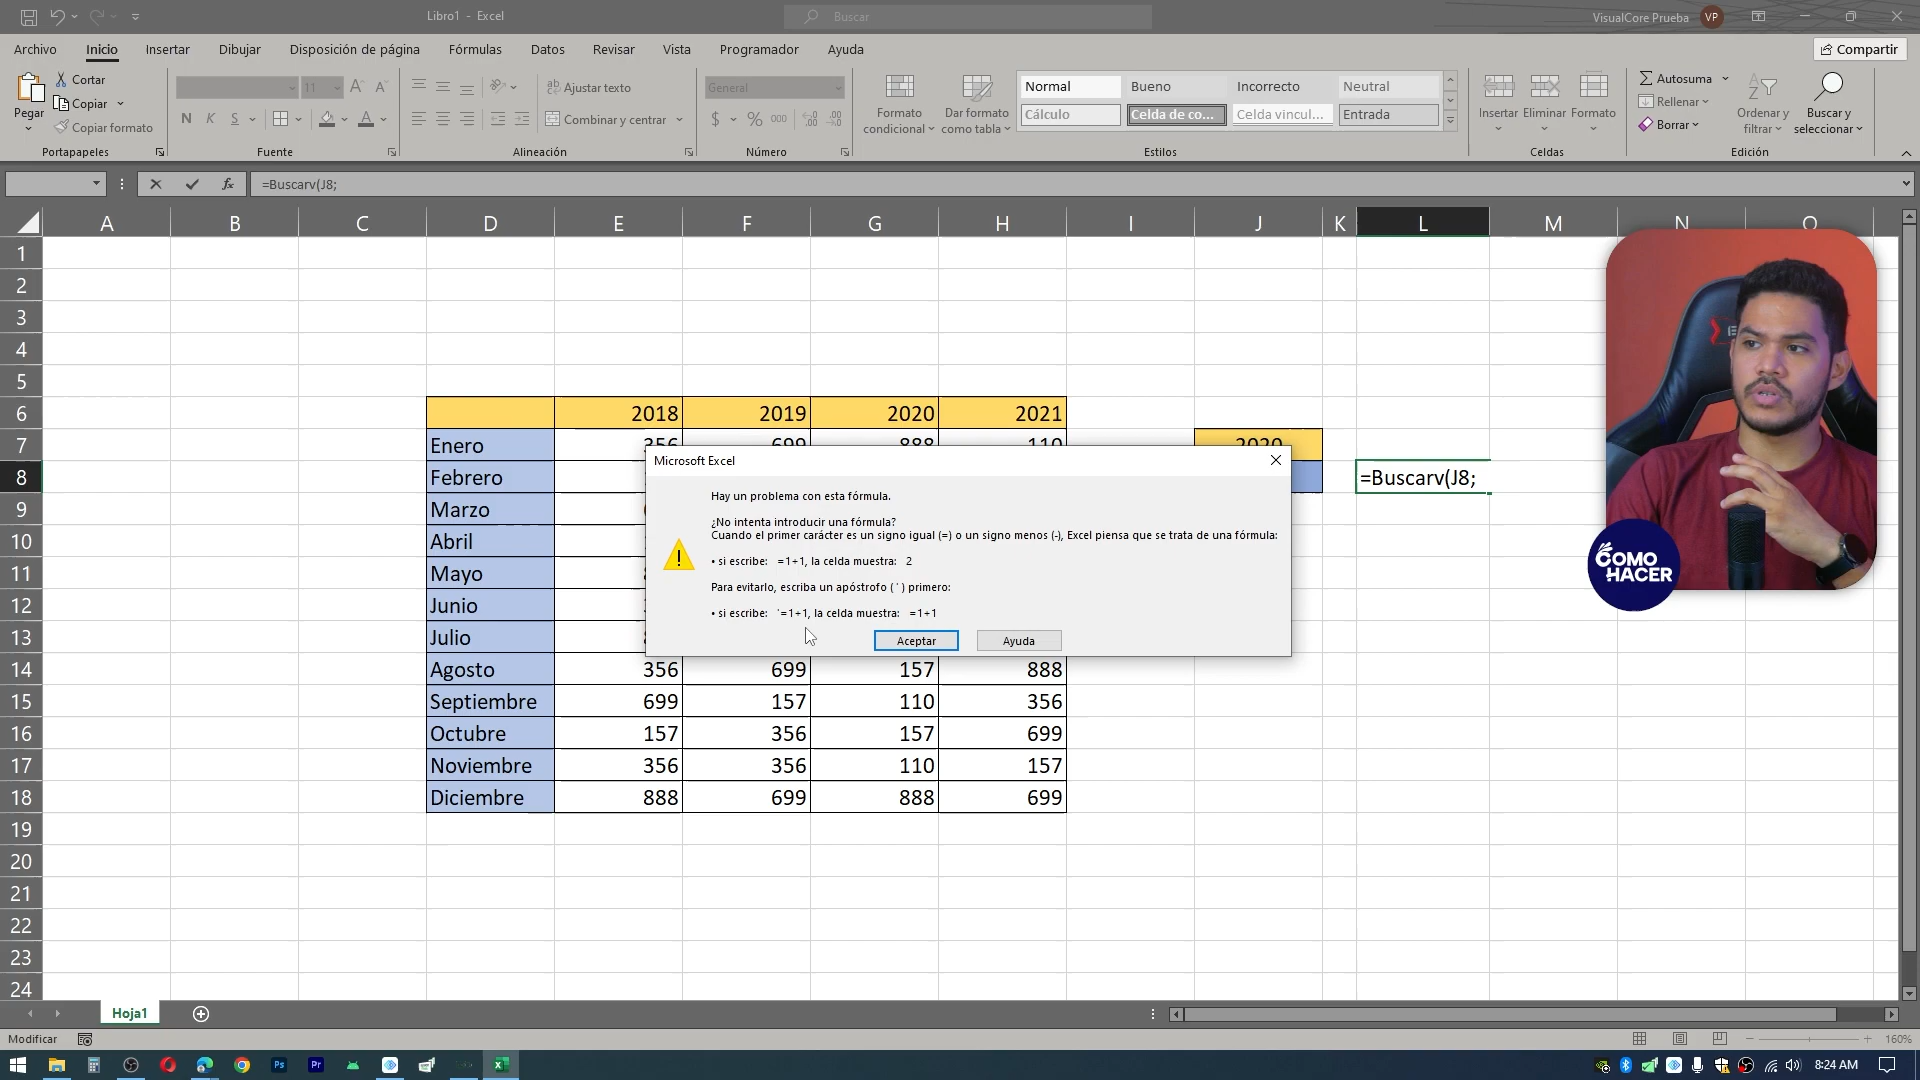 Libro1 - Excel
Buscar
VisualCore Prueba
VP
Archivo
Inicio
Insertar
Dibujar
Disposición de página
Fórmulas
Datos
Revisar
Vista
Programador
Ayuda
Compartir
Pegar
Cortar
Copiar
Copiar formato
11
N K S
ab Ajustar texto
Combinar y centrar
General
$ % 000
Formato condicional
Dar formato como tabla
Normal
Bueno
Incorrecto
Neutral
Cálculo
Celda de co...
Celda vincul...
Entrada
Insertar
Eliminar
Formato
Autosuma
Rellenar
Borrar
Ordenar y filtrar
Buscar y seleccionar
Portapapeles
Fuente
Alineación
Número
Estilos
Celdas
Edición
fx
=Buscarv(J8;
A B C D E F G H I J K L M N O
1
2
3
4
5
6 2018 2019 2020 2021
7 Enero 356 699 888 110 2020
8 Febrero =Buscarv(J8;
9 Marzo
10 Abril
11 Mayo
12 Junio
13 Julio
14 Agosto 356 699 157 888
15 Septiembre 699 157 110 356
16 Octubre 157 356 157 699
17 Noviembre 356 356 110 157
18 Diciembre 888 699 888 699
19
20
21
22
23
24
Microsoft Excel
Hay un problema con esta fórmula.
¿No intenta introducir una fórmula?
Cuando el primer carácter es un signo igual (=) o un signo menos (-), Excel piensa que se trata de una fórmula:
• si escribe: =1+1, la celda muestra: 2
Para evitarlo, escriba un apóstrofo ( ' ) primero:
• si escribe: '=1+1, la celda muestra: =1+1
Aceptar
Ayuda
COMO
HACER
Hoja1
Modificar
160%
Ps
Pr
8:24 AM